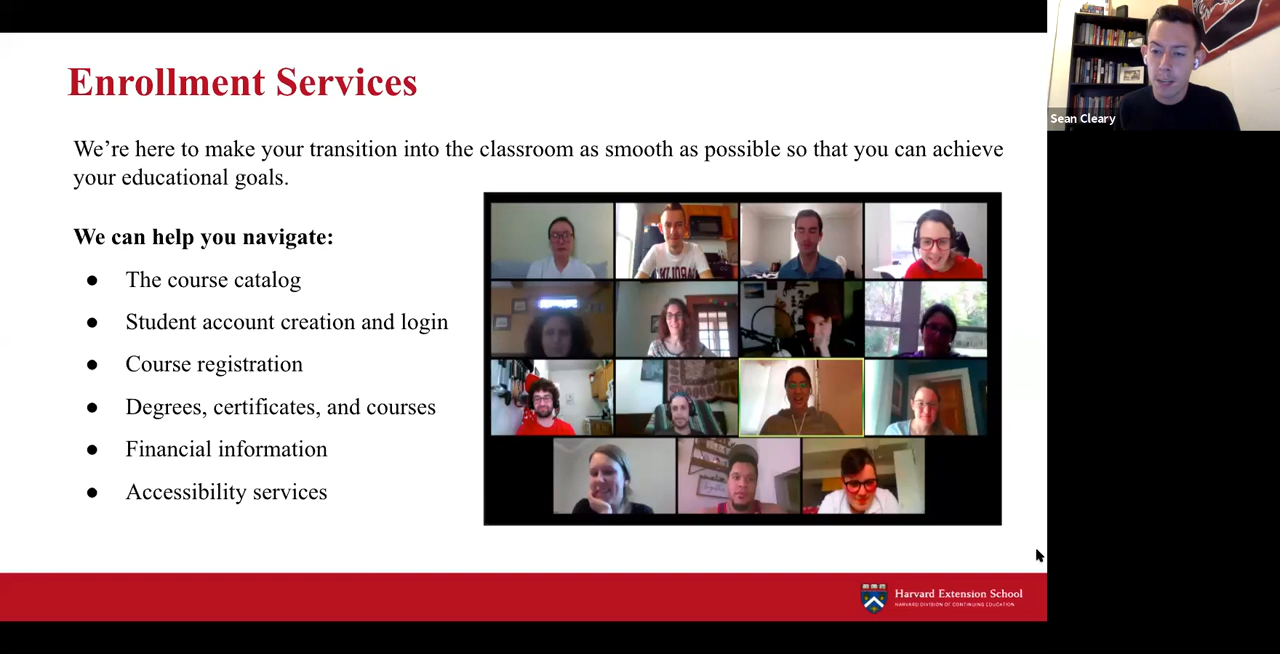 Enrollment Services
We’re here to make your transition into the classroom as smooth as possible so that you can achieve
your educational goals.
We can help you navigate:
● The course catalog
● Student account creation and login
● Course registration
● Degrees, certificates, and courses
● Financial information
● Accessibility services
Harvard Extension School
HARVARD DIVISION OF CONTINUING EDUCATION
Sean Cleary